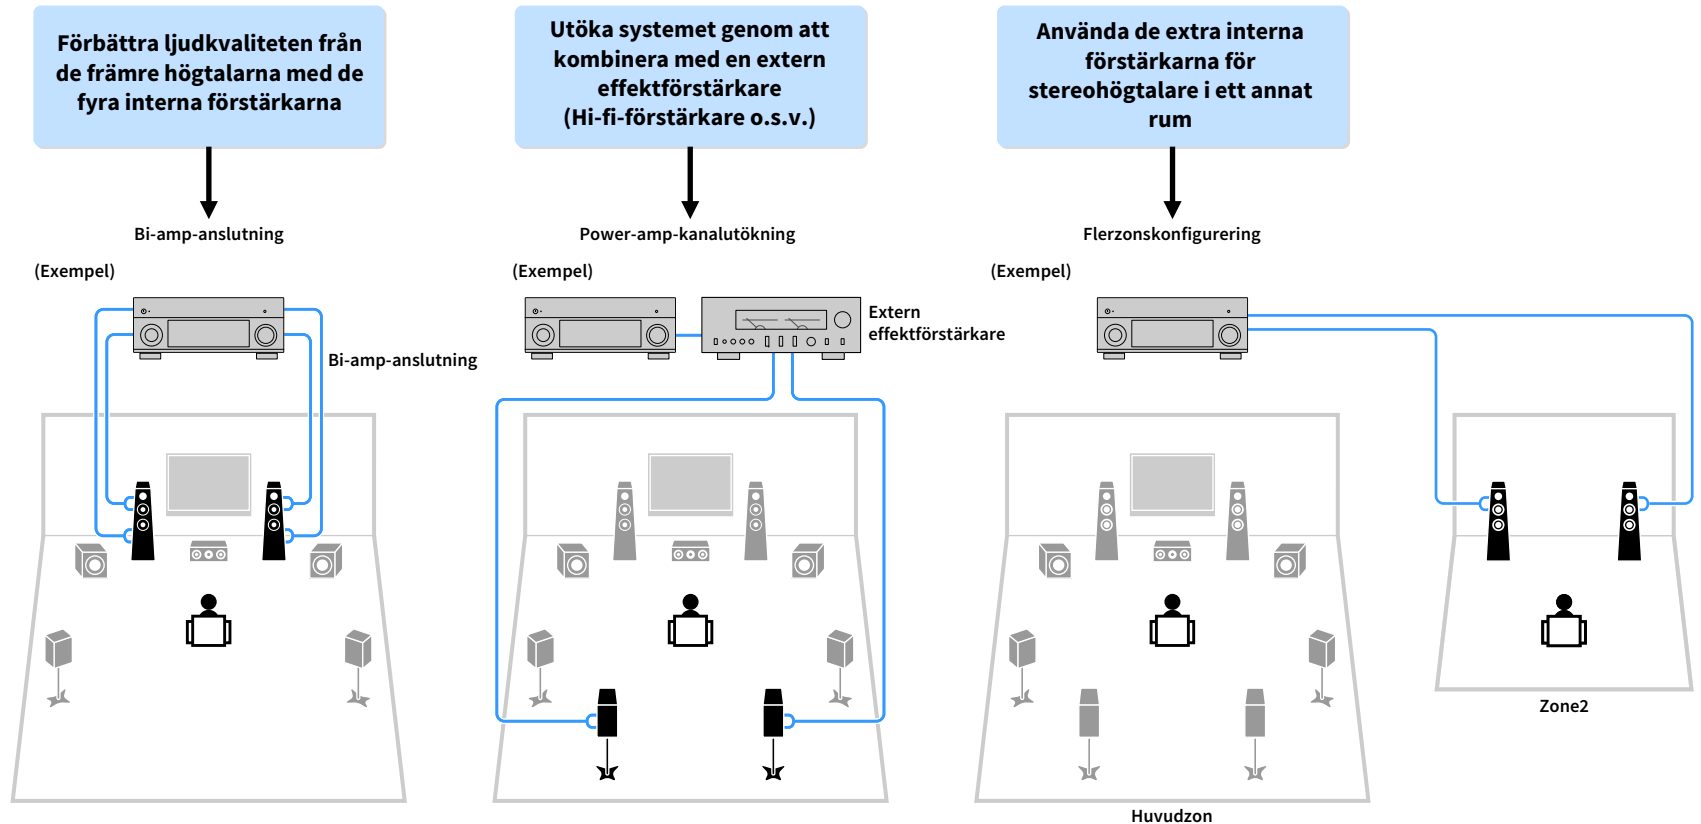 Förbättra ljudkvaliteten från
de främre högtalarna med de
fyra interna förstärkarna
Bi-amp-anslutning
(Exempel)
Bi-amp-anslutning
Utöka systemet genom att
kombinera med en extern
effektförstärkare
(Hi-fi-förstärkare o.s.v.)
Power-amp-kanalutökning
(Exempel)
Extern
effektförstärkare
Använda de extra interna
förstärkarna för
stereohögtalare i ett annat
rum
Flerzonskonfigurering
(Exempel)
Zone2
Huvudzon